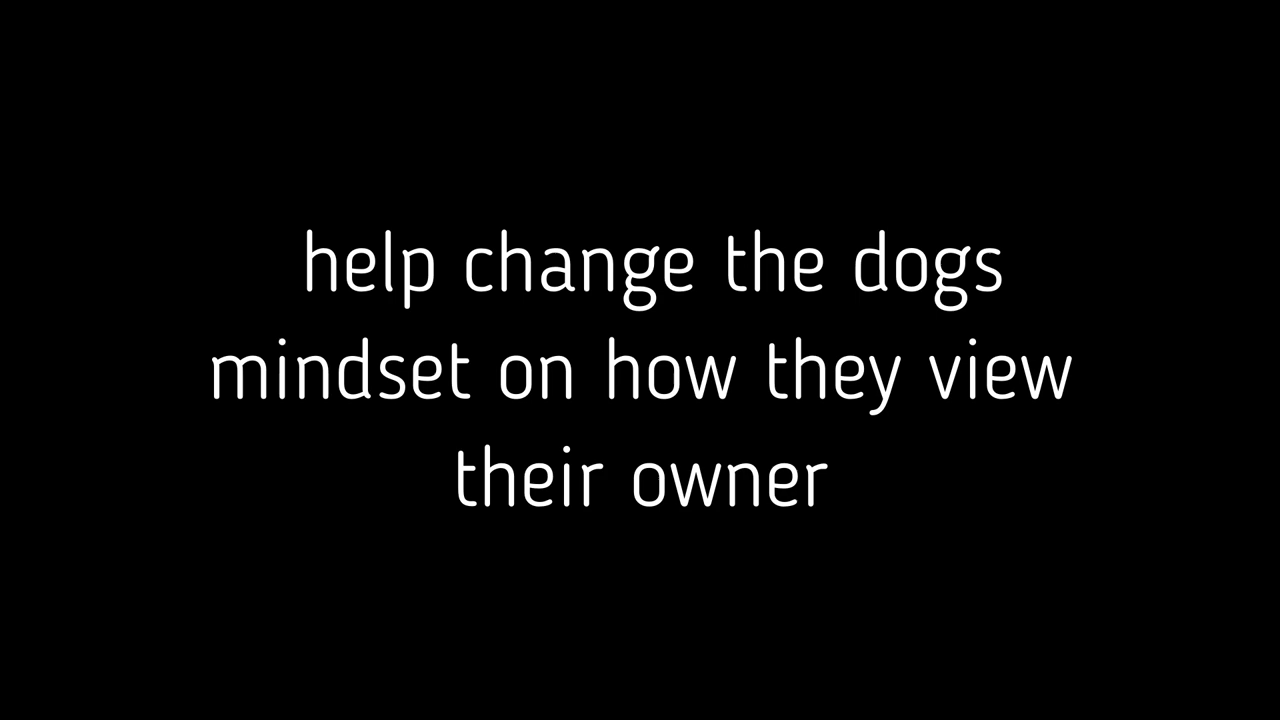 help change the dogs
mindset on how they view
their owner